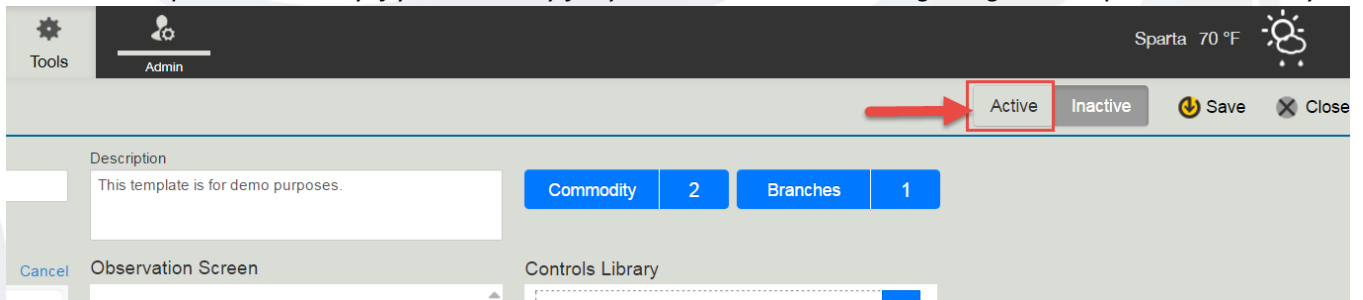 Tools
Admin
Sparta 70 °F
Active Inactive Save Close
Description
This template is for demo purposes.
Commodity 2 Branches 1
Cancel Observation Screen Controls Library